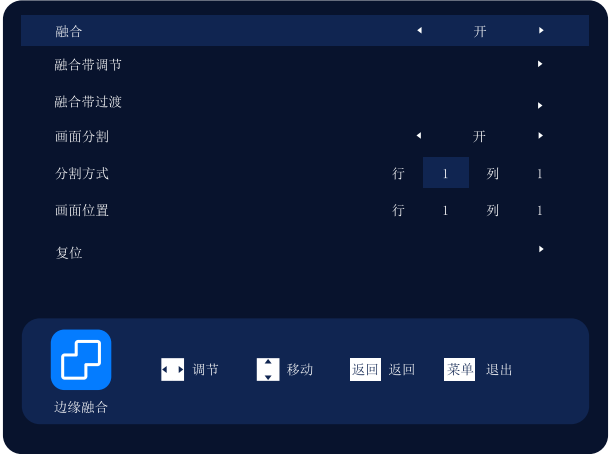 融合 开
融合带调节
融合带过渡
画面分割 开
分割方式 行 1 列 1
画面位置 行 1 列 1
复位
调节 移动 返回 返回 菜单 退出
边缘融合